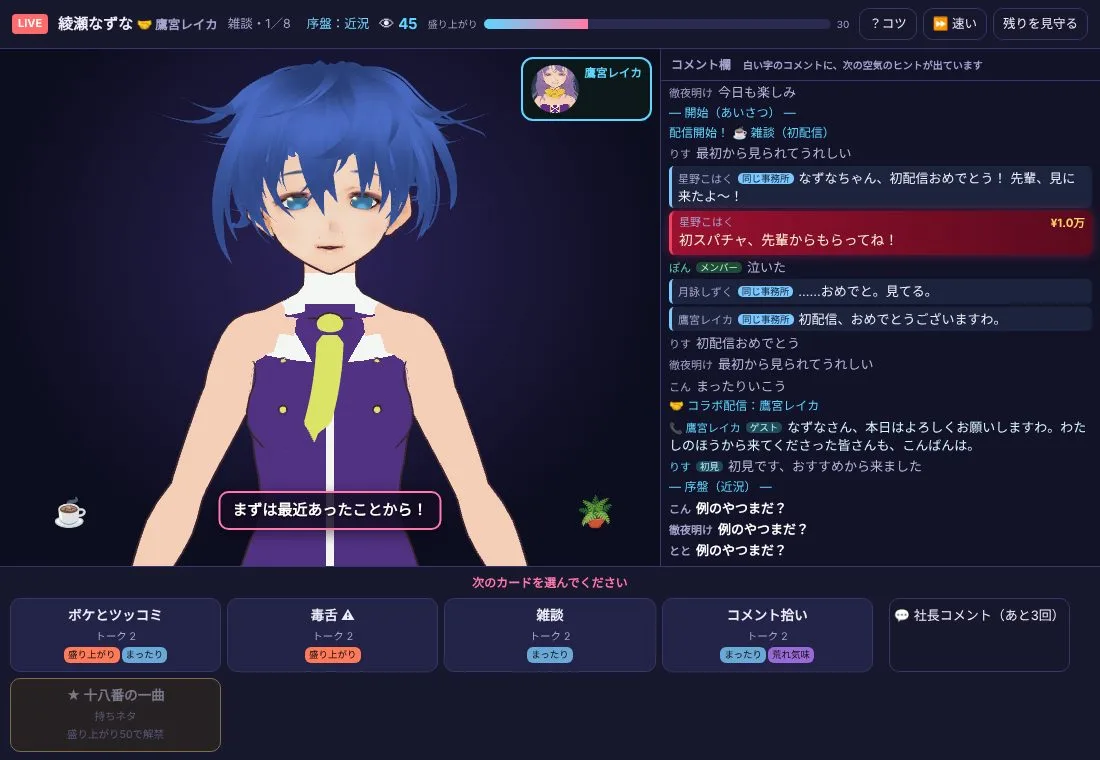 LIVE 綾瀬なずな 🤝 鷹宮レイカ 雑談・1／8 序盤：近況 👁 45 盛り上がり 30 ？コツ ⏩ 速い 残りを見守る
鷹宮レイカ
まずは最近あったことから！
コメント欄 白い字のコメントに、次の空気のヒントが出ています
徹夜明け 今日も楽しみ
— 開始（あいさつ） —
配信開始！ ☕ 雑談（初配信）
りす 最初から見られてうれしい
星野こはく 同じ事務所 なずなちゃん、初配信おめでとう！ 先輩、見に
来たよ〜！
星野こはく ¥1.0万
初スパチャ、先輩からもらってね！
ぽん メンバー 泣いた
月詠しずく 同じ事務所 ……おめでと。見てる。
鷹宮レイカ 同じ事務所 初配信、おめでとうございますわ。
りす 初配信おめでとう
徹夜明け 最初から見られてうれしい
こん まったりいこう
🤝 コラボ配信：鷹宮レイカ
📞 鷹宮レイカ ゲスト なずなさん、本日はよろしくお願いしますわ。わた
しのほうから来てくださった皆さんも、こんばんは。
りす 初見 初見です、おすすめから来ました
— 序盤（近況） —
こん 例のやつまだ？
徹夜明け 例のやつまだ？
とと 例のやつまだ？
次のカードを選んでください
ボケとツッコミ
トーク 2
盛り上がり まったり
毒舌 ⚠
トーク 2
盛り上がり
雑談
トーク 2
まったり
コメント拾い
トーク 2
まったり 荒れ気味
💬 社長コメント（あと3回）
★ 十八番の一曲
持ちネタ
盛り上がり50で解禁